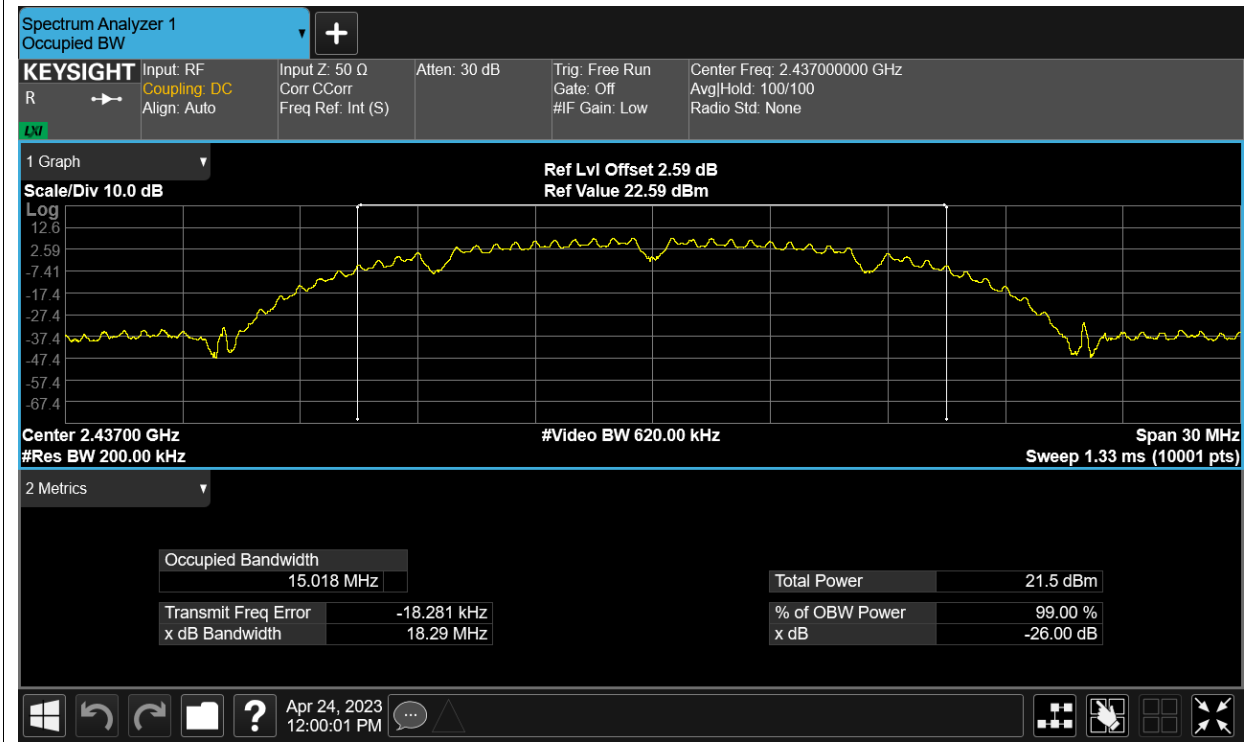 Spectrum Analyzer 1
Occupied BW
KEYSIGHT
R
LXI
Input: RF
Coupling: DC
Align: Auto
Input Z: 50 Ω
Corr CCorr
Freq Ref: Int (S)
Atten: 30 dB
Trig: Free Run
Gate: Off
#IF Gain: Low
Center Freq: 2.437000000 GHz
Avg|Hold: 100/100
Radio Std: None
1 Graph
Scale/Div 10.0 dB
Ref Lvl Offset 2.59 dB
Ref Value 22.59 dBm
Log
12.6
2.59
-7.41
-17.4
-27.4
-37.4
-47.4
-57.4
-67.4
Center 2.43700 GHz
#Video BW 620.00 kHz
Span 30 MHz
#Res BW 200.00 kHz
Sweep 1.33 ms (10001 pts)
2 Metrics
Occupied Bandwidth
15.018 MHz
Total Power 21.5 dBm
Transmit Freq Error -18.281 kHz
% of OBW Power 99.00 %
x dB Bandwidth 18.29 MHz
x dB -26.00 dB
?
Apr 24, 2023
12:00:01 PM